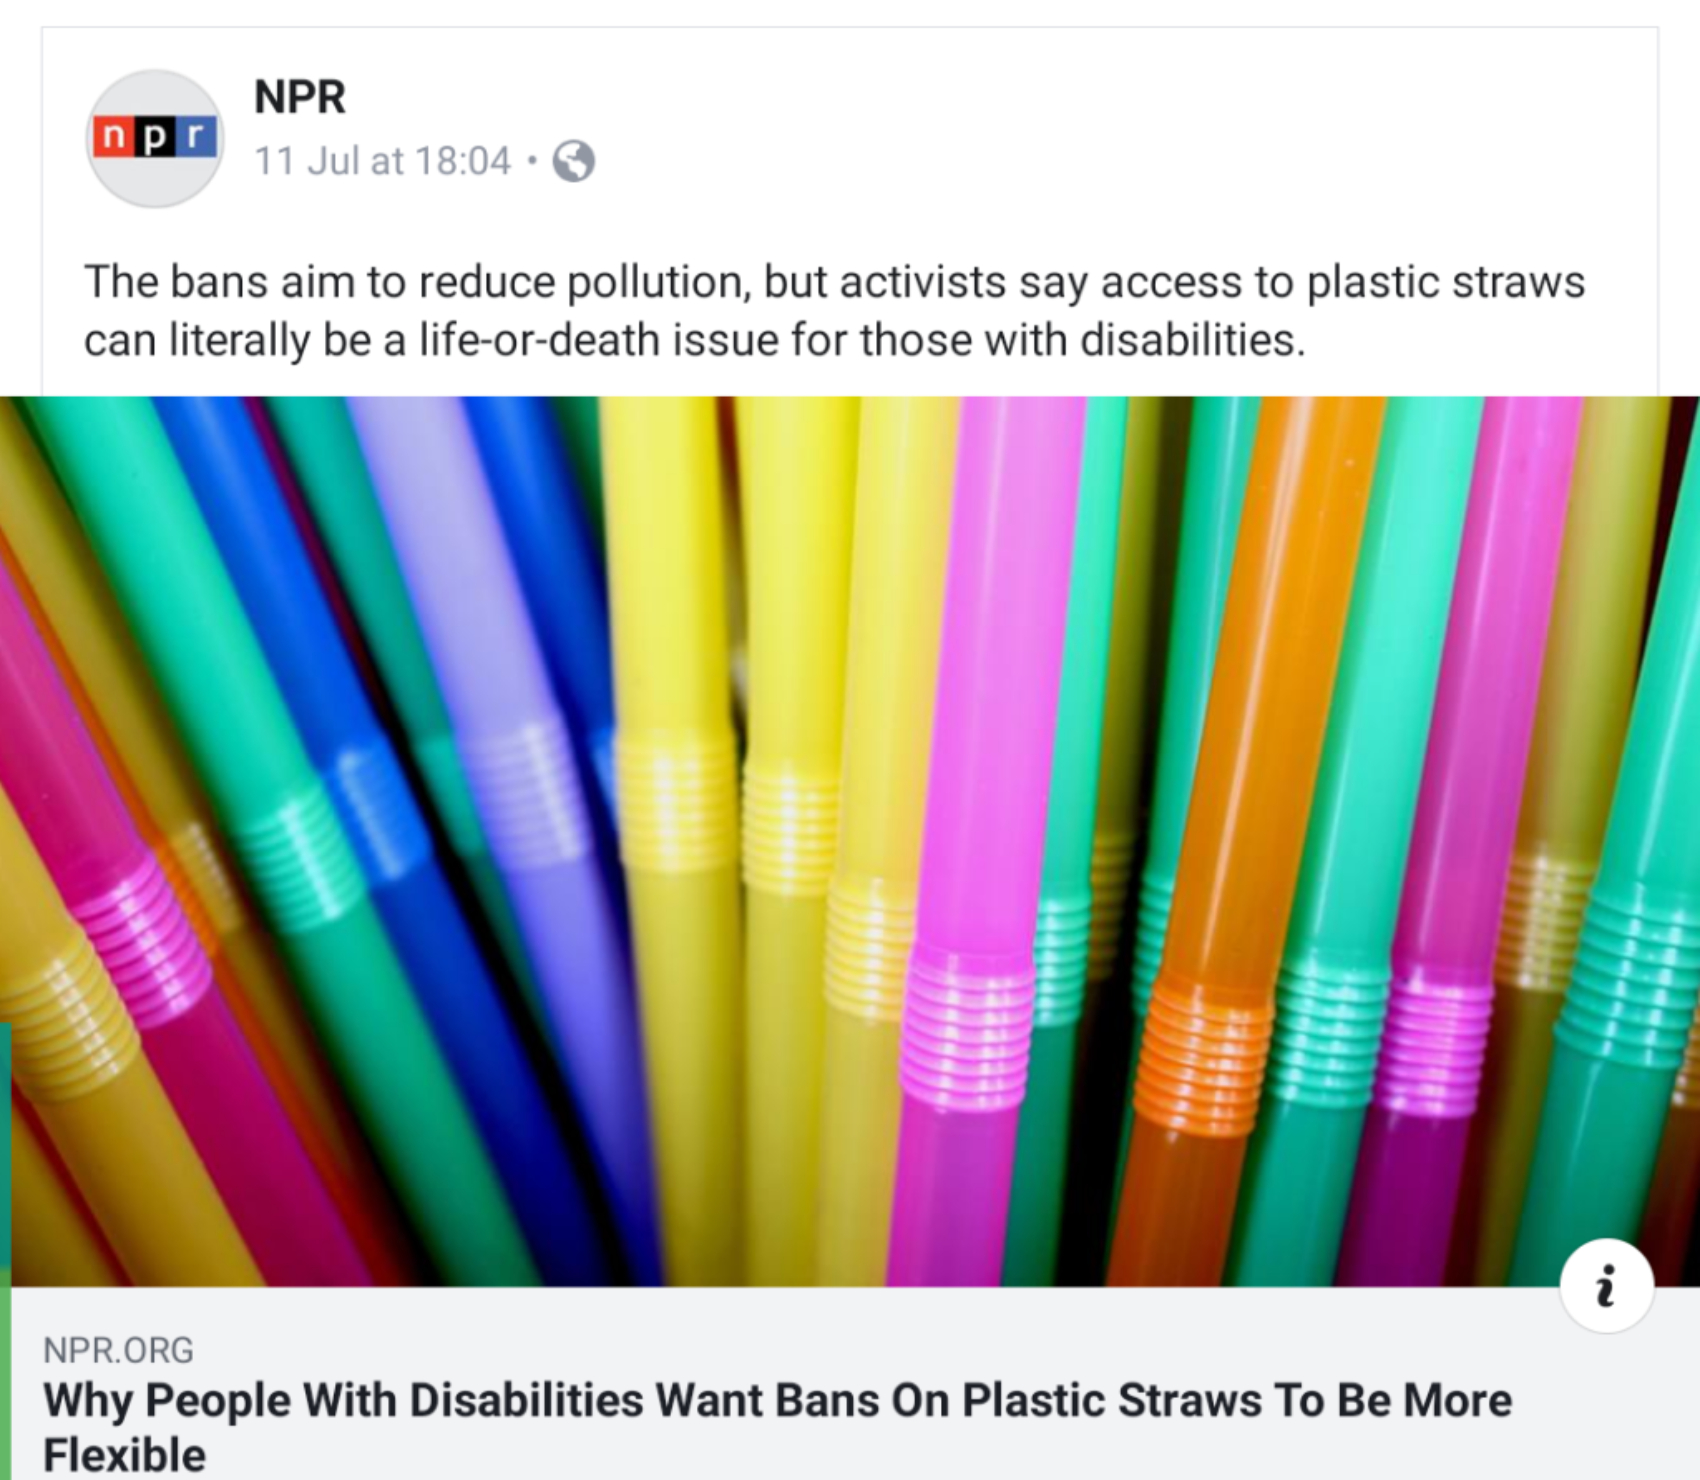 npr
NPR
11 Jul at 18:04 •
The bans aim to reduce pollution, but activists say access to plastic straws
can literally be a life-or-death issue for those with disabilities.
i
NPR.ORG
Why People With Disabilities Want Bans On Plastic Straws To Be More
Flexible